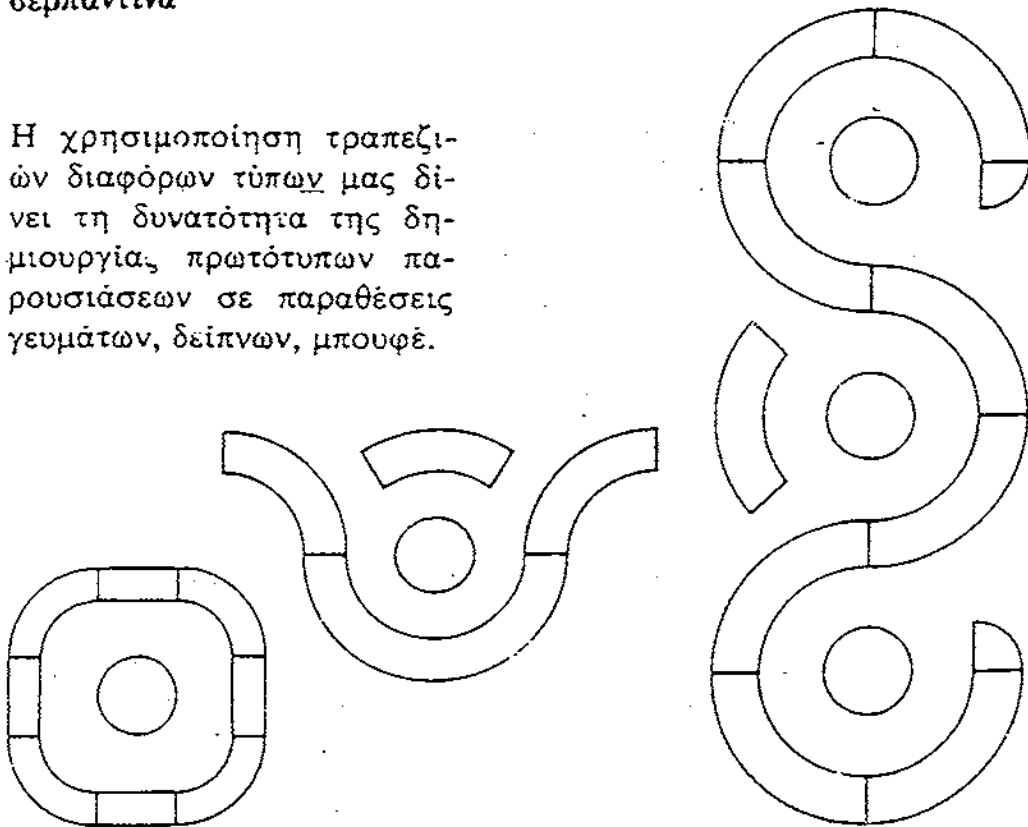 σερπαντίνα
Η χρησιμοποίηση τραπεζι-
ών διαφόρων τύπων μας δί-
νει τη δυνατότητα της δη-
μιουργίας πρωτότυπων πα-
ρουσιάσεων σε παραθέσεις
γευμάτων, δείπνων, μπουφέ.